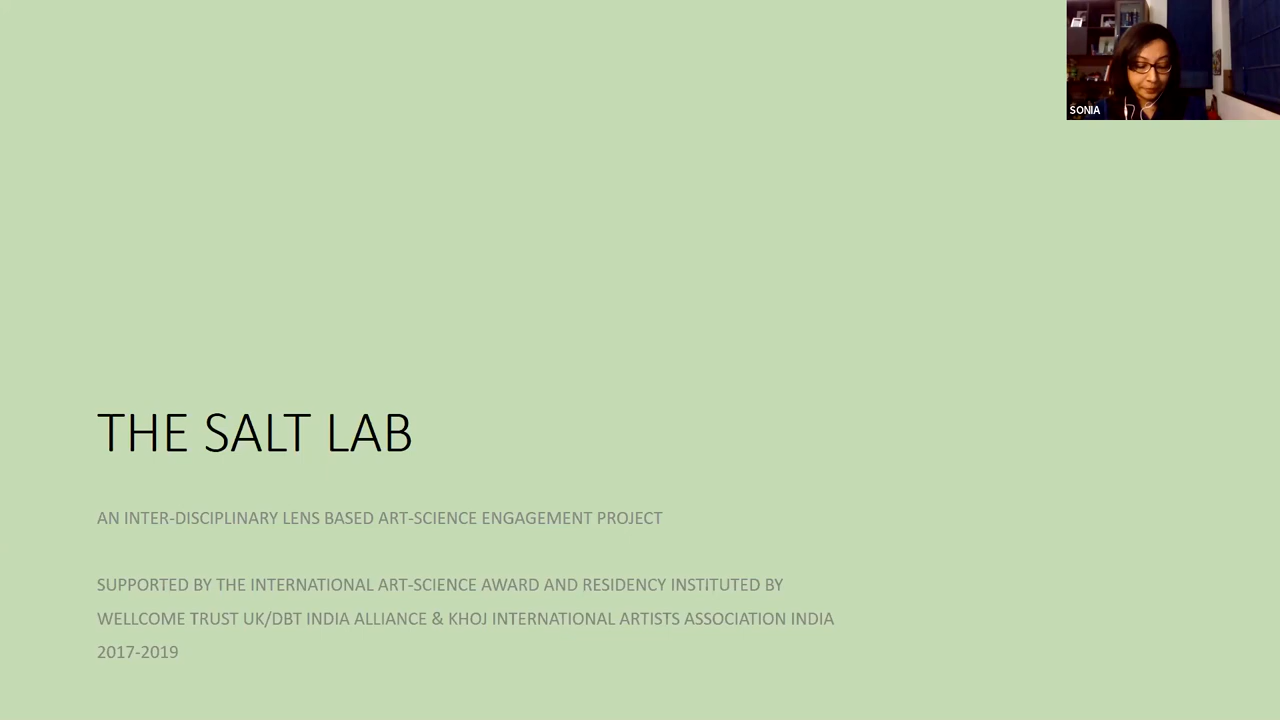 SONIA
THE SALT LAB
AN INTER-DISCIPLINARY LENS BASED ART-SCIENCE ENGAGEMENT PROJECT
SUPPORTED BY THE INTERNATIONAL ART-SCIENCE AWARD AND RESIDENCY INSTITUTED BY
WELLCOME TRUST UK/DBT INDIA ALLIANCE & KHOJ INTERNATIONAL ARTISTS ASSOCIATION INDIA
2017-2019